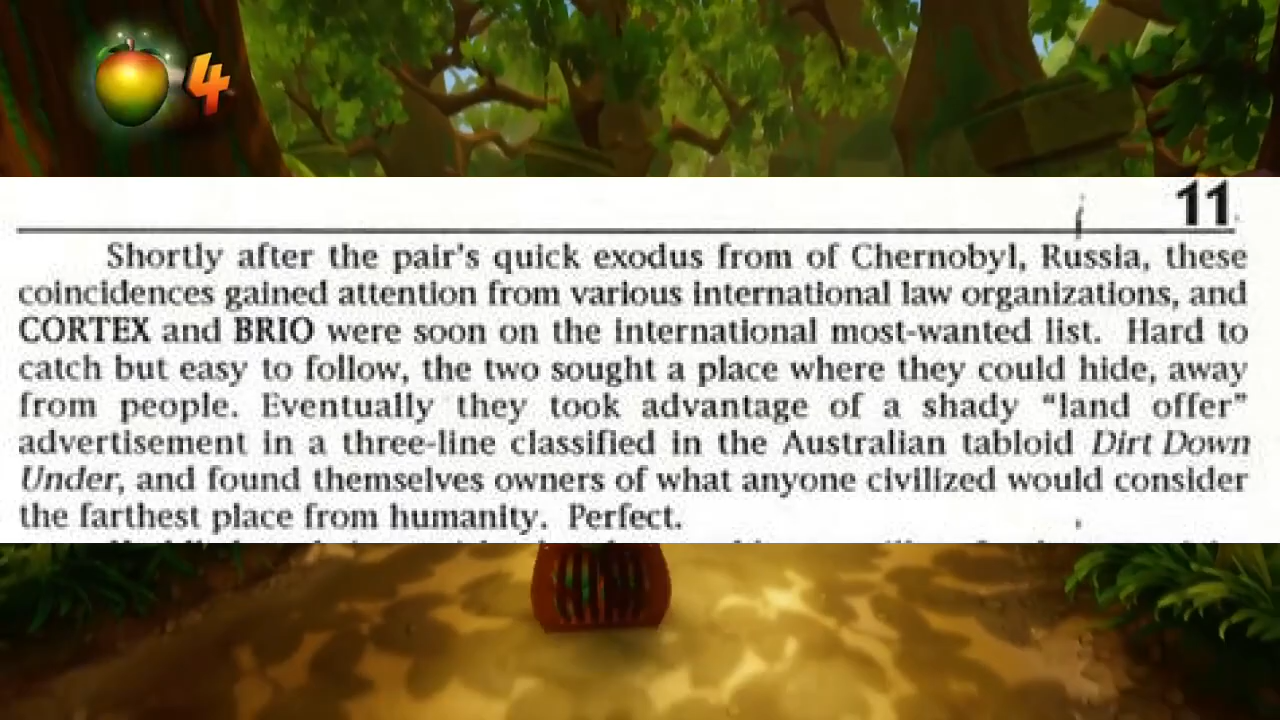 4
11
Shortly after the pair's quick exodus from of Chernobyl, Russia, these
coincidences gained attention from various international law organizations, and
CORTEX and BRIO were soon on the international most-wanted list. Hard to
catch but easy to follow, the two sought a place where they could hide, away
from people. Eventually they took advantage of a shady “land offer”
advertisement in a three-line classified in the Australian tabloid Dirt Down
Under, and found themselves owners of what anyone civilized would consider
the farthest place from humanity. Perfect.